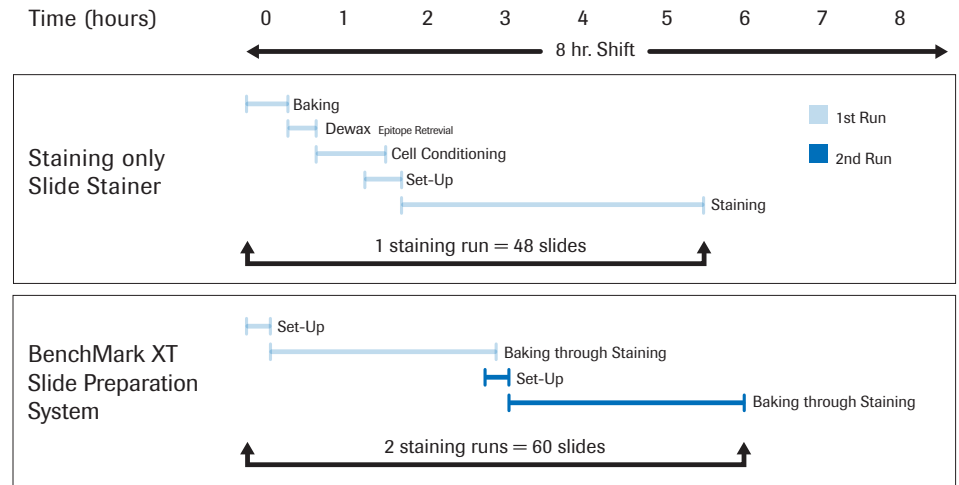 Time (hours) 0 1 2 3 4 5 6 7 8
8 hr. Shift
Staining only
Slide Stainer
Baking
Dewax Epitope Retrevial
Cell Conditioning
Set-Up
Staining
1st Run
2nd Run
1 staining run = 48 slides
BenchMark XT
Slide Preparation
System
Set-Up
Baking through Staining
Set-Up
Baking through Staining
2 staining runs = 60 slides